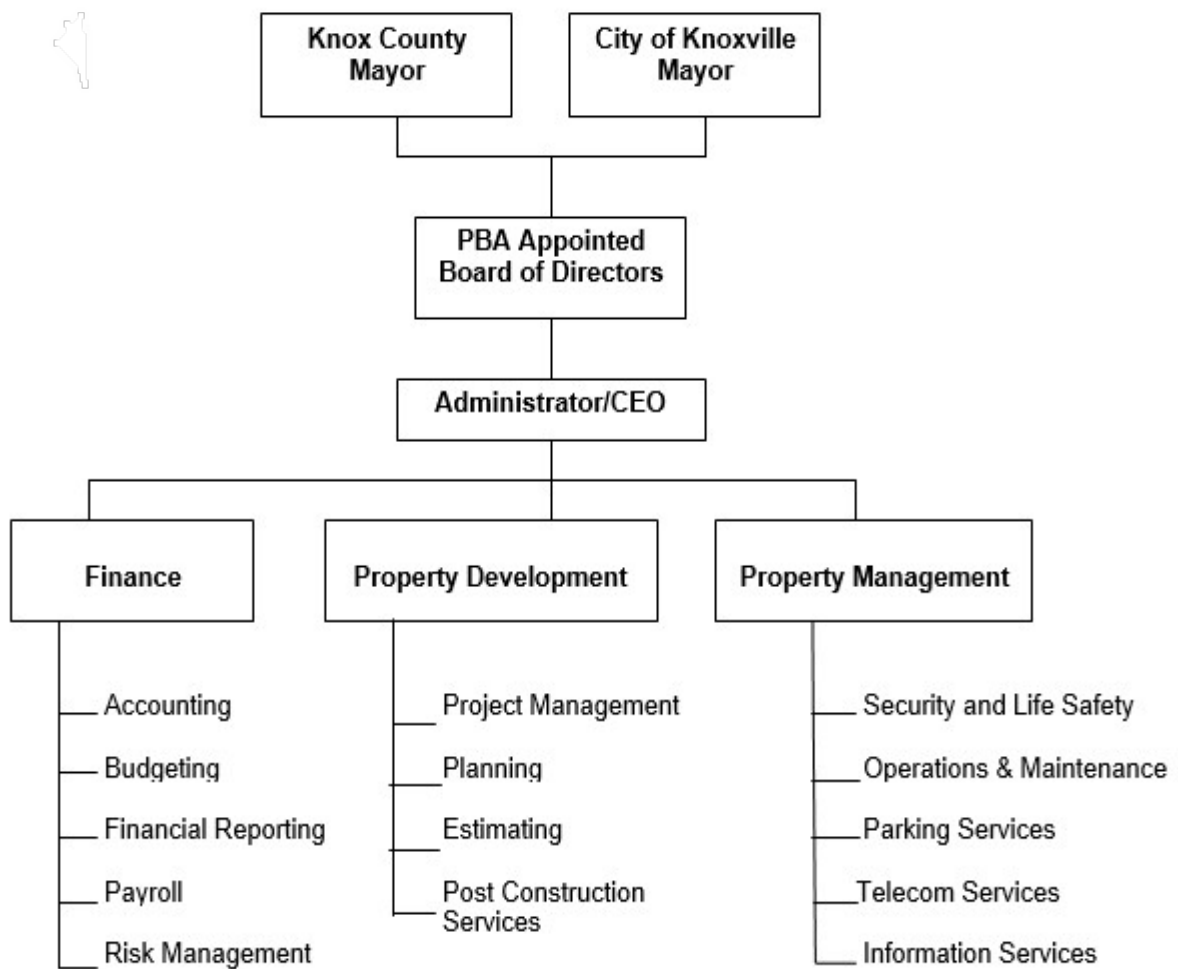 Knox County
Mayor
City of Knoxville
Mayor
PBA Appointed
Board of Directors
Administrator/CEO
Finance
Property Development
Property Management
Accounting
Budgeting
Financial Reporting
Payroll
Risk Management
Project Management
Planning
Estimating
Post Construction
Services
Security and Life Safety
Operations & Maintenance
Parking Services
Telecom Services
Information Services